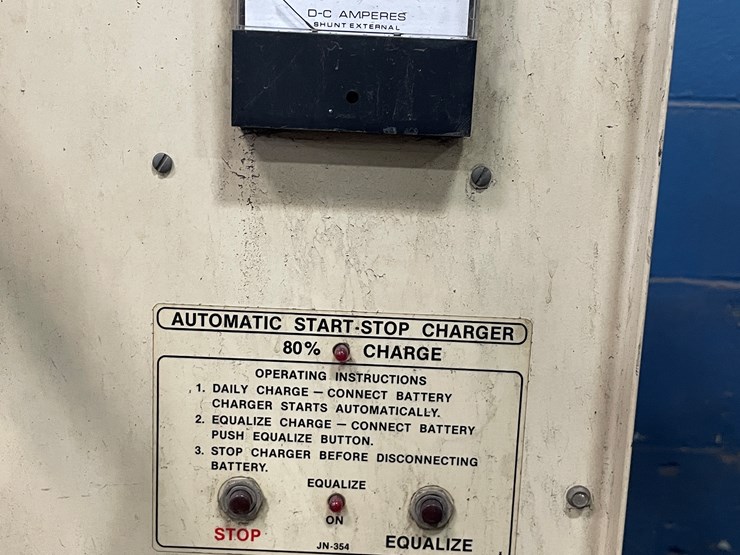 D-C AMPERES
SHUNT EXTERNAL
AUTOMATIC START-STOP CHARGER
80% CHARGE
OPERATING INSTRUCTIONS
1. DAILY CHARGE – CONNECT BATTERY
CHARGER STARTS AUTOMATICALLY.
2. EQUALIZE CHARGE – CONNECT BATTERY
PUSH EQUALIZE BUTTON.
3. STOP CHARGER BEFORE DISCONNECTING
BATTERY.
EQUALIZE
ON
STOP
JN-354
EQUALIZE